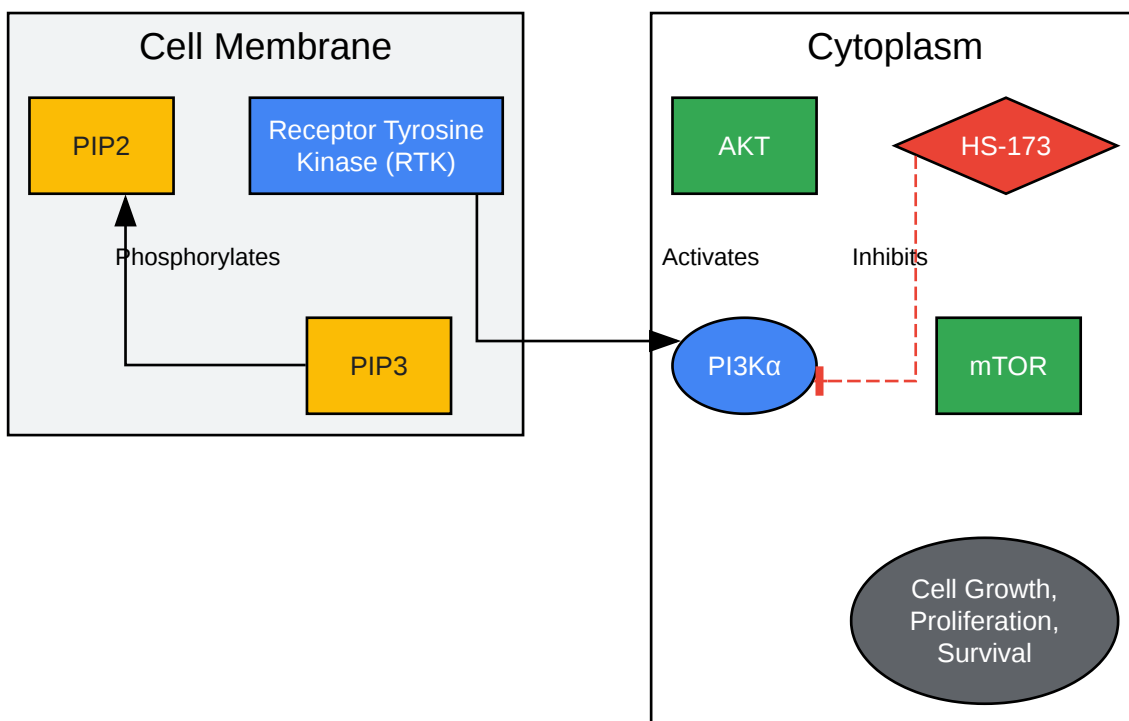 Cell Membrane
PIP2
Receptor Tyrosine
Kinase (RTK)
Phosphorylates
PIP3
Cytoplasm
AKT
HS-173
Activates
Inhibits
PI3Kα
mTOR
Cell Growth,
Proliferation,
Survival